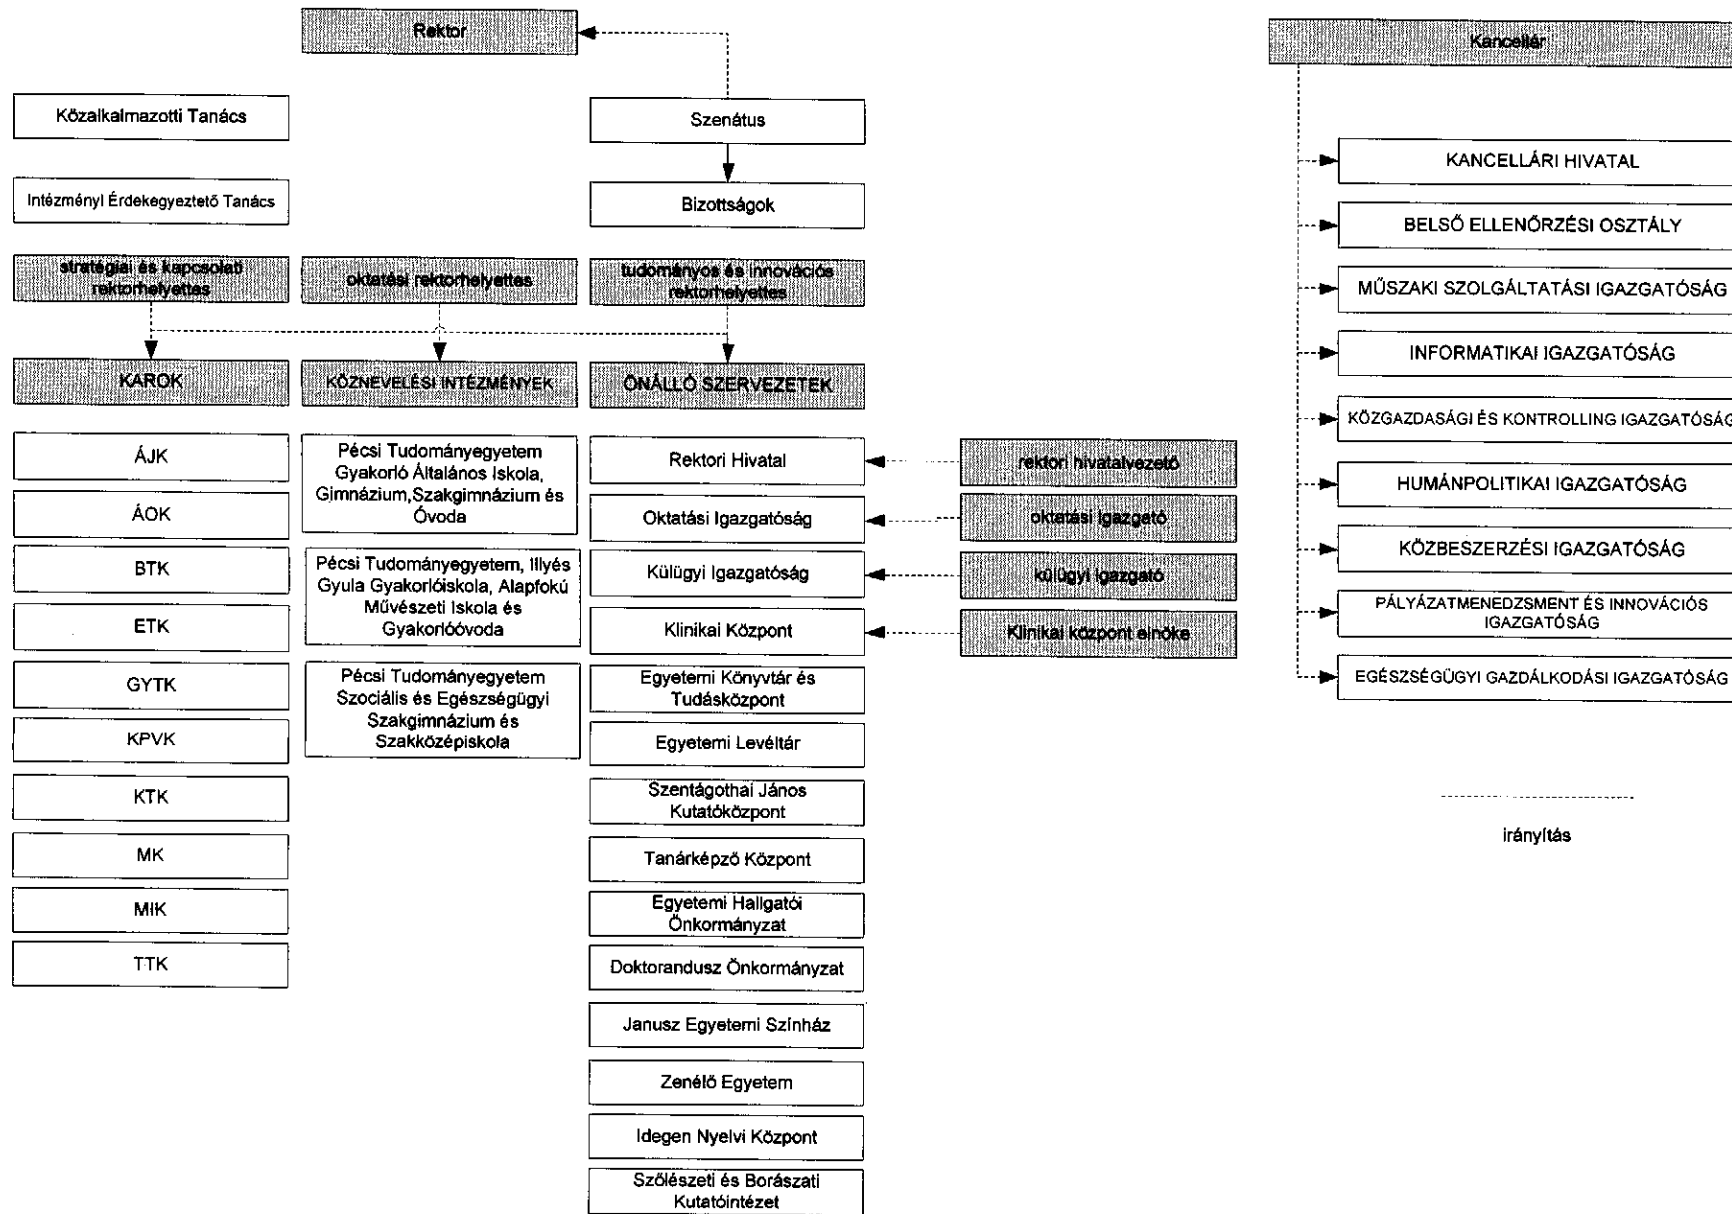 Rektor
Kancellár
Közalkalmazotti Tanács
Szenátus
Intézményi Érdekegyeztető Tanács
Bizottságok
stratégiai és kapcsolati
rektorhelyettes
oktatási rektorhelyettes
tudományos és innovációs
rektorhelyettes
KAROK
KÖZNEVELÉSI INTÉZMÉNYEK
ÖNÁLLÓ SZERVEZETEK
ÁJK
ÁOK
BTK
ETK
GYTK
KPVK
KTK
MK
MIK
TTK
Pécsi Tudományegyetem
Gyakorló Általános Iskola,
Gimnázium,Szakgimnázium és
Óvoda
Pécsi Tudományegyetem, Illyés
Gyula Gyakorlóiskola, Alapfokú
Művészeti Iskola és
Gyakorlóóvoda
Pécsi Tudományegyetem
Szociális és Egészségügyi
Szakgimnázium és
Szakközépiskola
Rektori Hivatal
Oktatási Igazgatóság
Külügyi Igazgatóság
Klinikai Központ
Egyetemi Könyvtár és
Tudásközpont
Egyetemi Levéltár
Szentágothai János
Kutatóközpont
Tanárképző Központ
Egyetemi Hallgatói
Önkormányzat
Doktorandusz Önkormányzat
Janusz Egyetemi Színház
Zenélő Egyetem
Idegen Nyelvi Központ
Szőlészeti és Borászati
Kutatóintézet
rektori hivatalvezető
oktatási igazgató
külügyi igazgató
Klinikai központ elnöke
KANCELLÁRI HIVATAL
BELSŐ ELLENŐRZÉSI OSZTÁLY
MŰSZAKI SZOLGÁLTATÁSI IGAZGATÓSÁG
INFORMATIKAI IGAZGATÓSÁG
KÖZGAZDASÁGI ÉS KONTROLLING IGAZGATÓSÁG
HUMÁNPOLITIKAI IGAZGATÓSÁG
KÖZBESZERZÉSI IGAZGATÓSÁG
PÁLYÁZATMENEDZSMENT ÉS INNOVÁCIÓS
IGAZGATÓSÁG
EGÉSZSÉGÜGYI GAZDÁLKODÁSI IGAZGATÓSÁG
irányítás